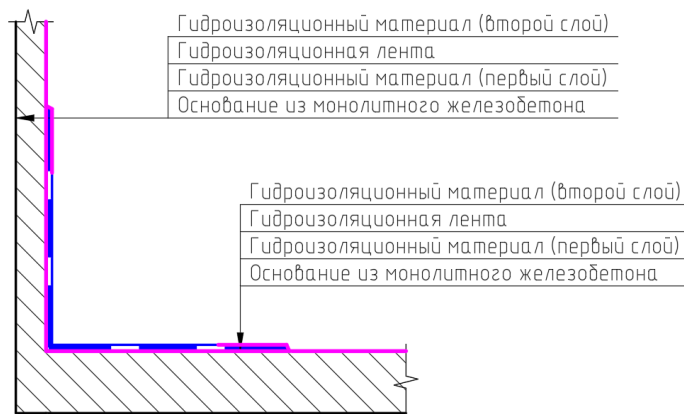 Гидроизоляционный материал (второй слой)
Гидроизоляционная лента
Гидроизоляционный материал (первый слой)
Основание из монолитного железобетона
Гидроизоляционный материал (второй слой)
Гидроизоляционная лента
Гидроизоляционный материал (первый слой)
Основание из монолитного железобетона